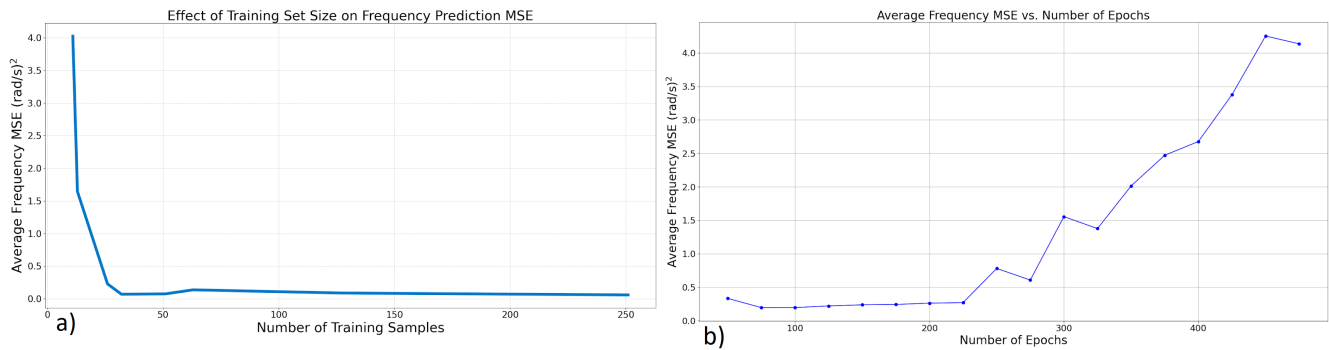 Effect of Training Set Size on Frequency Prediction MSE
Average Frequency MSE (rad/s)²
4.0
3.5
3.0
2.5
2.0
1.5
1.0
0.5
0.0
0 50 100 150 200 250
Number of Training Samples
a)
Average Frequency MSE vs. Number of Epochs
Average Frequency MSE (rad/s)²
4.0
3.5
3.0
2.5
2.0
1.5
1.0
0.5
0.0
100 200 300 400
Number of Epochs
b)